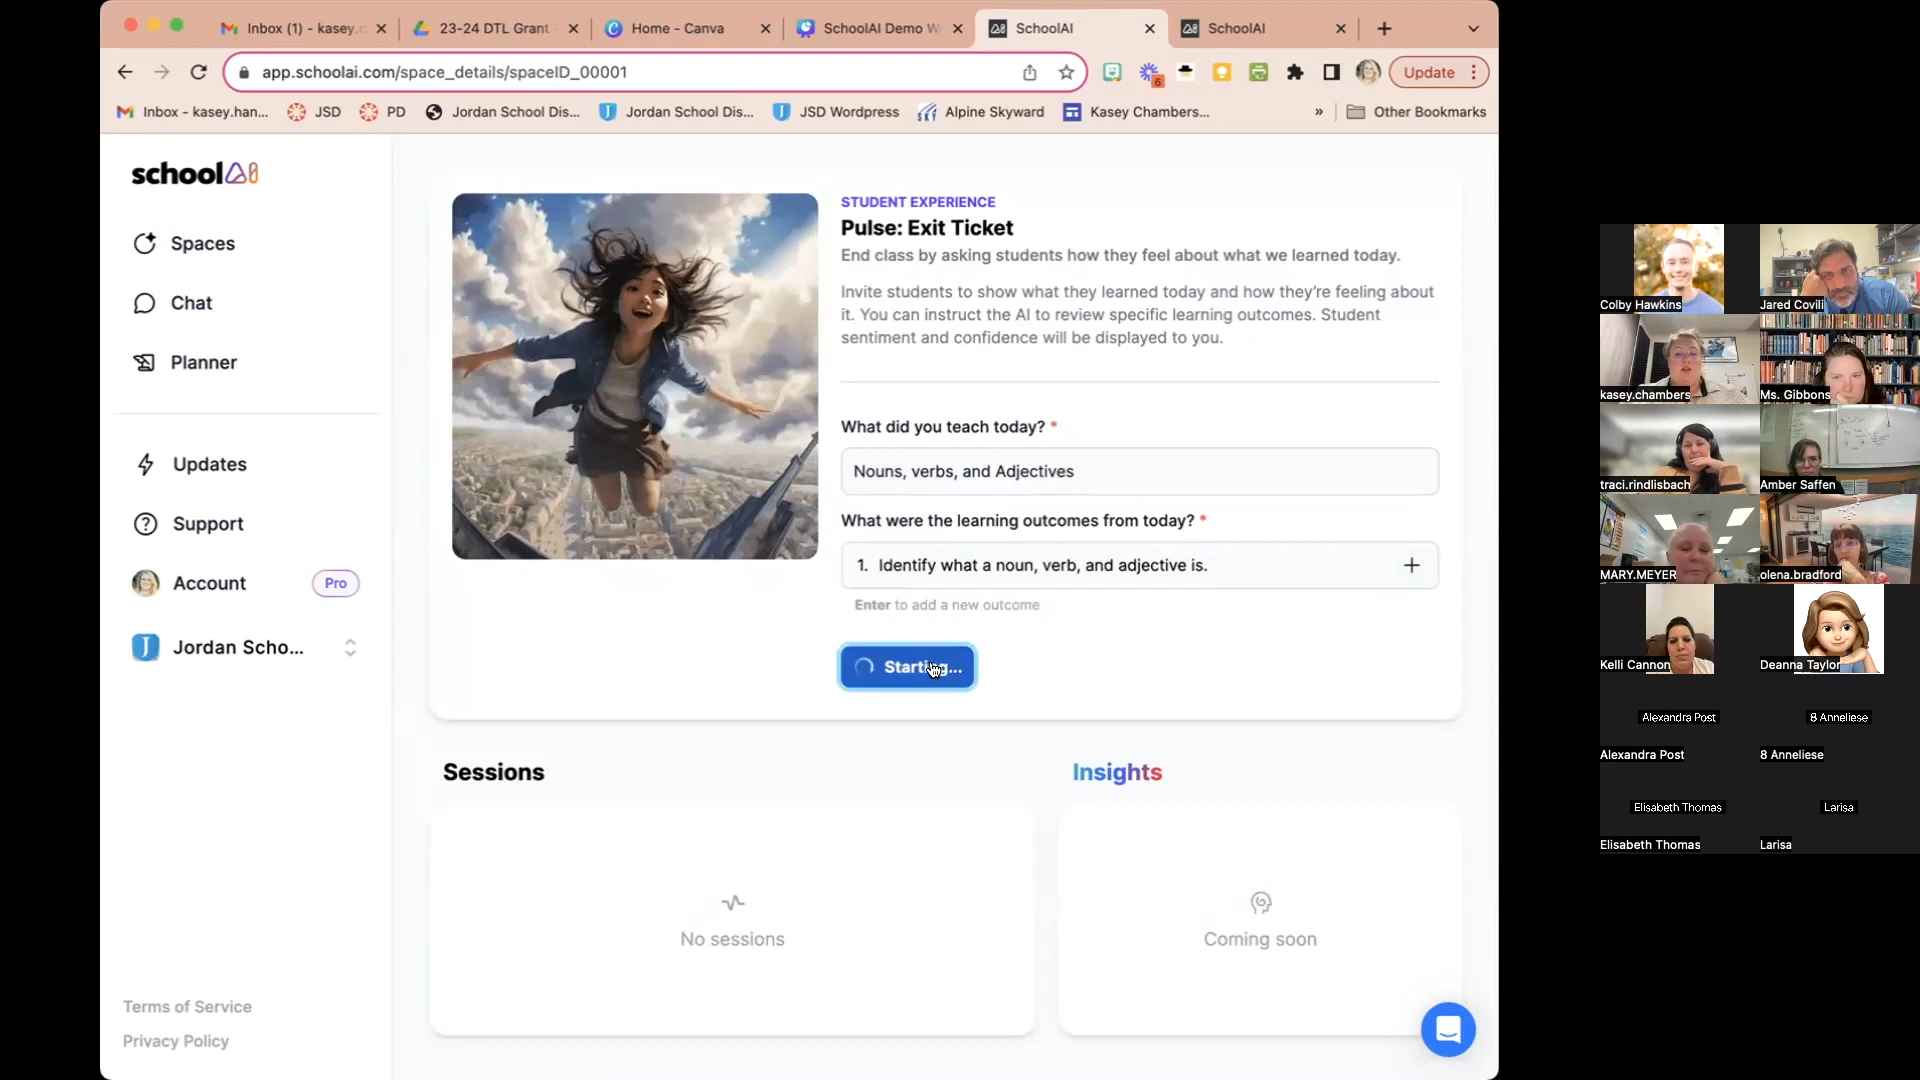 Inbox (1) - kasey.c
23-24 DTL Grant
Home - Canva
SchoolAI Demo W
SchoolAI
SchoolAI
app.schoolai.com/space_details/spaceID_00001
6
Update
Inbox - kasey.han...
JSD
PD
Jordan School Dis...
Jordan School Dis...
JSD Wordpress
Alpine Skyward
Kasey Chambers...
»
Other Bookmarks
schoolAI
Spaces
Chat
Planner
Updates
Support
Account
Pro
J
Jordan Scho...
Terms of Service
Privacy Policy
STUDENT EXPERIENCE
Pulse: Exit Ticket
End class by asking students how they feel about what we learned today.
Invite students to show what they learned today and how they're feeling about
it. You can instruct the AI to review specific learning outcomes. Student
sentiment and confidence will be displayed to you.
What did you teach today? *
Nouns, verbs, and Adjectives
What were the learning outcomes from today? *
1. Identify what a noun, verb, and adjective is.
Enter to add a new outcome
Starting...
Sessions
No sessions
Insights
Coming soon
Colby Hawkins
Jared Covili
kasey.chambers
Ms. Gibbons
traci.rindlisbach
Amber Saffen
MARY.MEYER
olena.bradford
Kelli Cannon
Deanna Taylor
Alexandra Post
8 Anneliese
Alexandra Post
8 Anneliese
Elisabeth Thomas
Larisa
Elisabeth Thomas
Larisa